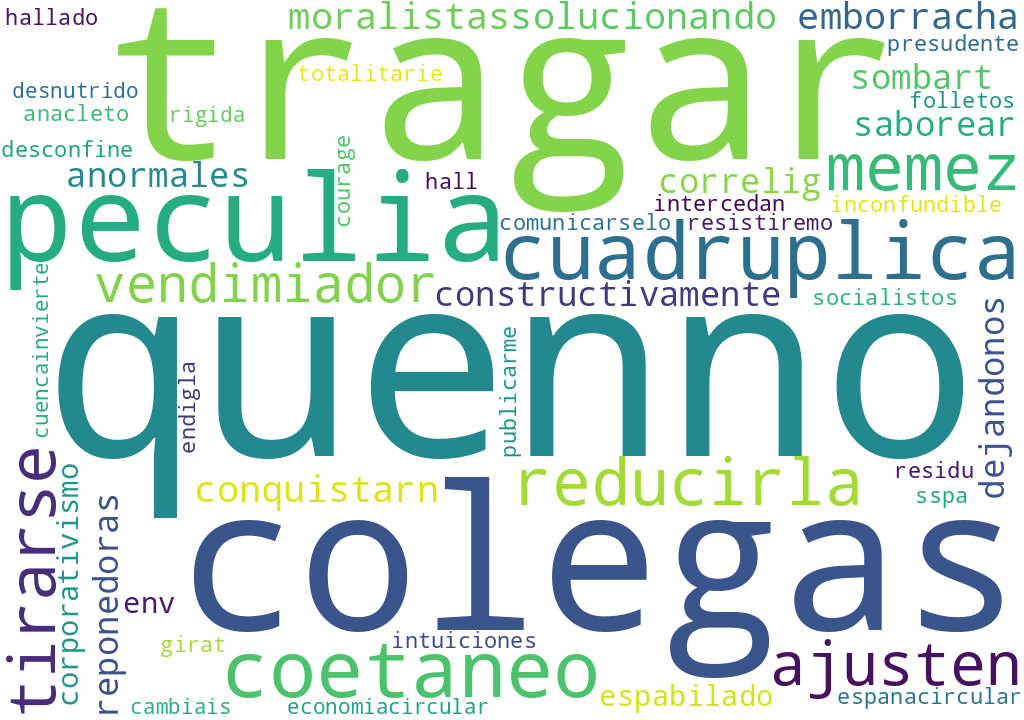 hallado
moralistassolucionando
emborracha
tragar
presudente
totalitarie
sombart
desnutrido
folletos
anacleto
rigida
saborear
desconfine
courage
memez
anormales
hall
correlig
peculia
intercedan
inconfundible
comunicarselo
resistiremo
cuadruplica
vendimiador
constructivamente
socialistos
cuencainvierte
quenno
dejandonos
endigla
publicarme
tirarse
conquistarn
reducirla
residu
sspa
corporativismo
reponedoras
colegas
env
girat
intuiciones
coetaneo
ajusten
espabilado
espanacircular
cambiais
economiacircular